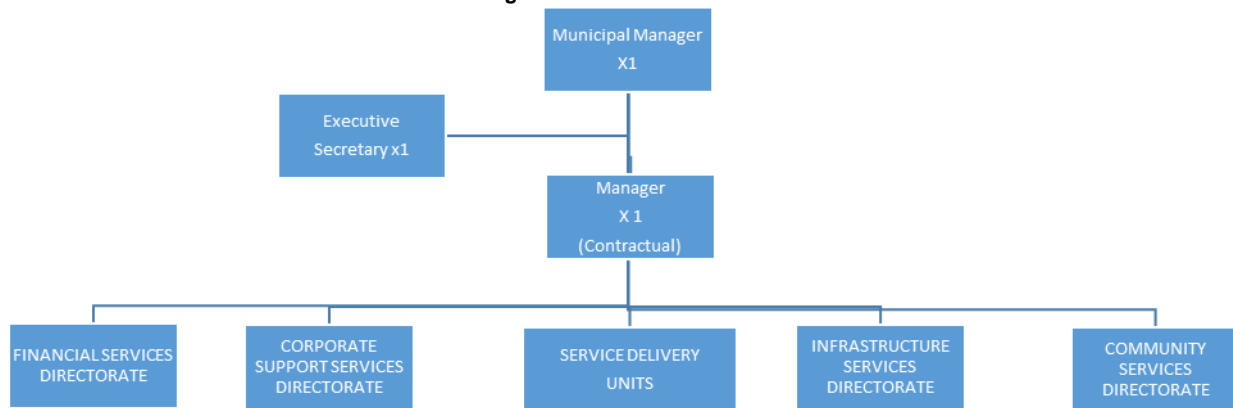 Municipal Manager
X1
Executive
Secretary x1
Manager
X 1
(Contractual)
FINANCIAL SERVICES
DIRECTORATE
CORPORATE
SUPPORT SERVICES
DIRECTORATE
SERVICE DELIVERY
UNITS
INFRASTRUCTURE
SERVICES
DIRECTORATE
COMMUNITY
SERVICES
DIRECTORATE